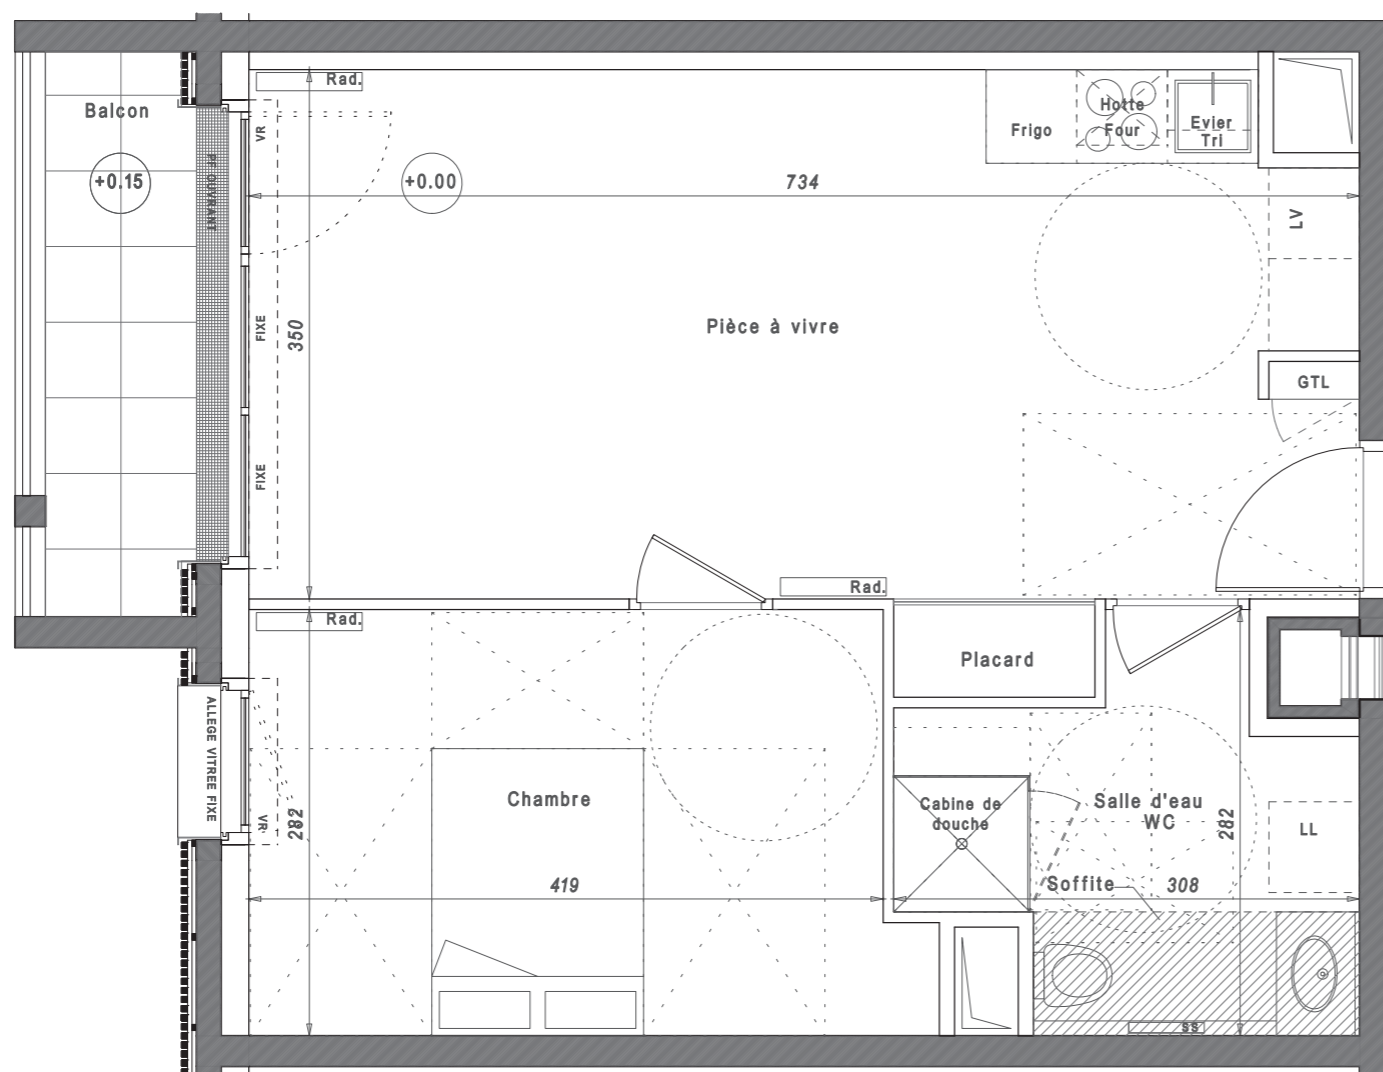 Rad.
Balcon
VR
Hotte
Frigo
Four
Evier
Tri
+0.15
+0.00
734
PF OUVRANT
LV
FIXE
350
Pièce à vivre
GTL
FIXE
Rad.
Rad.
Placard
ALLEGE VITREE FIXE
VR
282
Chambre
Cabine de
douche
Salle d'eau
WC
282
LL
419
Soffite
308
SS